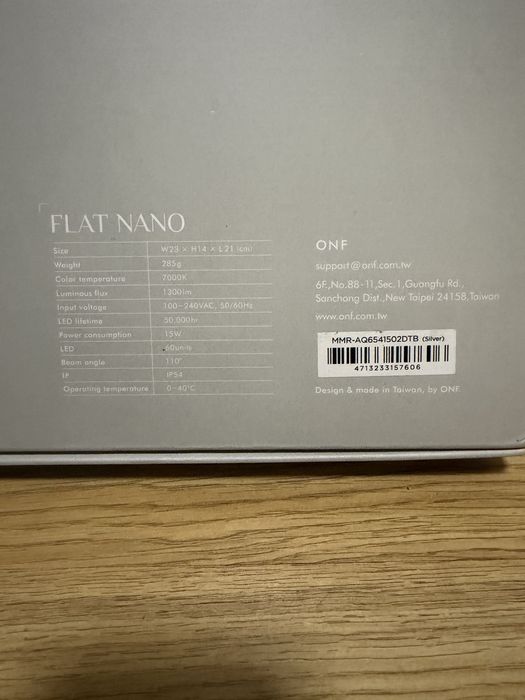 FLAT NANO
Size W23 × H14 × L21 (cm)
Weight 285g
Color temperature 7000K
Luminous flux 1300lm
Input voltage 100-240VAC, 50/60Hz
LED lifetime 50,000hr
Power consumption 15W
LED 60units
Beam angle 110°
IP IP54
Operating temperature 0-40°C
ONF
support@onf.com.tw
6F.,No.88-11,Sec.1,Guangfu Rd.,
Sanchong Dist.,New Taipei 24158,Taiwan
www.onf.com.tw
MMR-AQ6541502DTB (Silver)
4713233157606
Design & made in Taiwan, by ONF.